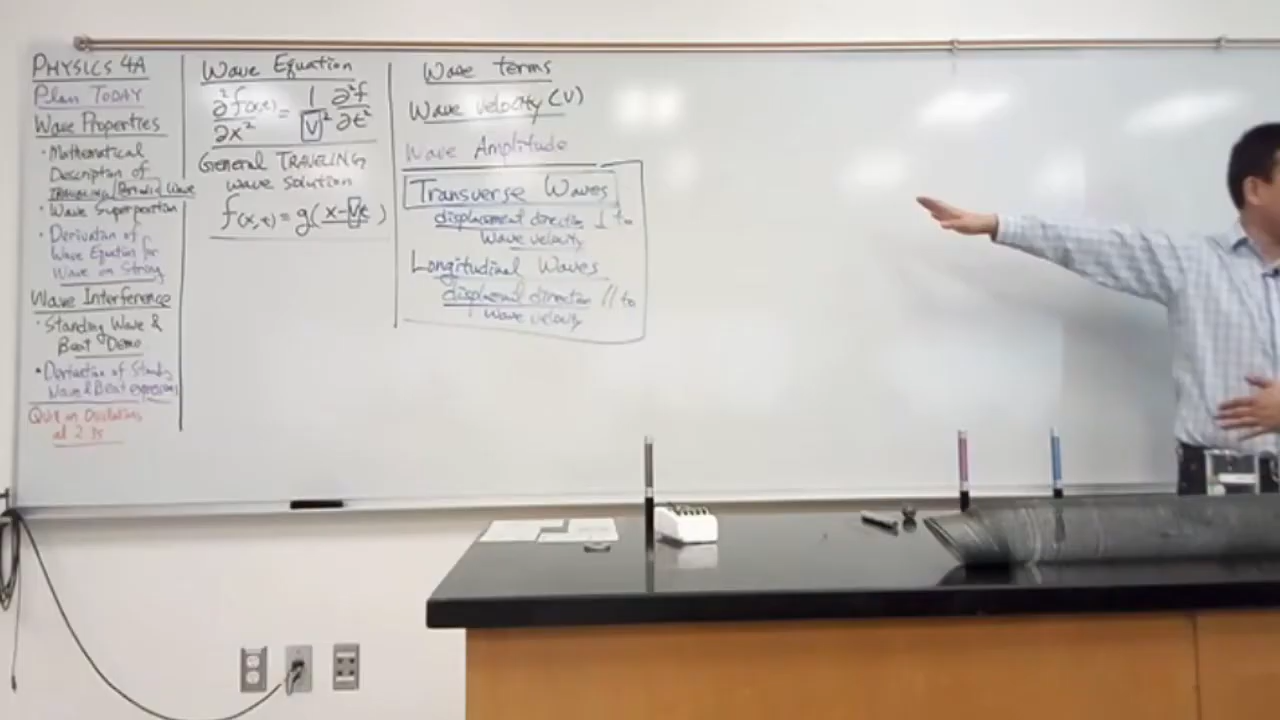 PHYSICS 4A
Plan TODAY
Wave Properties
• Mathematical
Description of
TRAVELING/ Wave
• Wave Superposition
• Derivation of
Wave Equation for
Wave on String
Wave Interference
• Standing Wave &
Beat Demo
• Derivation of Standing
Wave & Beat expressions
Quiz on Oscillations
at 2:35
Wave Equation
∂²f(x,t)/∂x² = 1/v² ∂²f/∂t²
General TRAVELING
wave solution
f(x,t) = g(x-vt)
Wave terms
Wave velocity (v)
Wave Amplitude
Transverse Waves
displacement direction ⊥ to
Wave velocity
Longitudinal Waves
displacement direction // to
Wave velocity